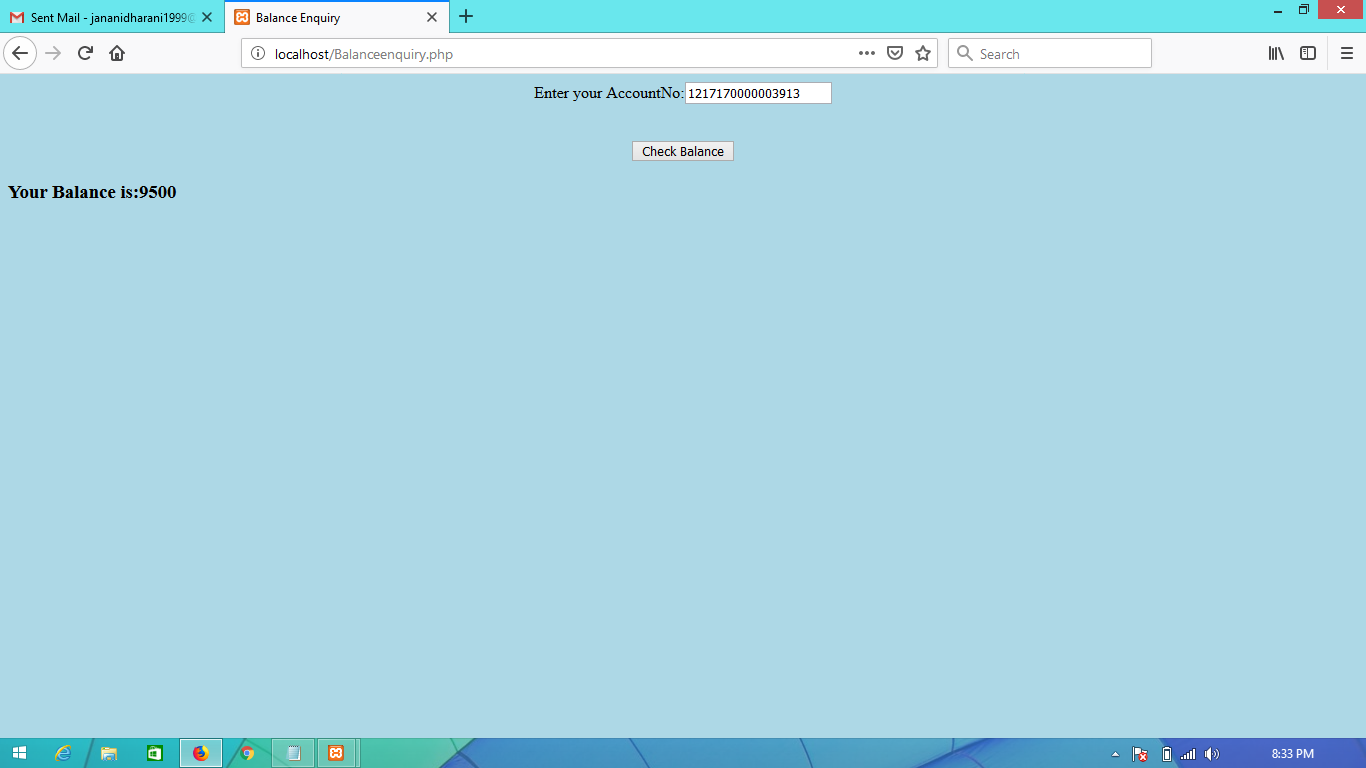 Sent Mail - jananidharani1999@
Balance Enquiry
localhost/Balanceenquiry.php
Search
Enter your AccountNo:1217170000003913
Check Balance
Your Balance is:9500
8:33 PM